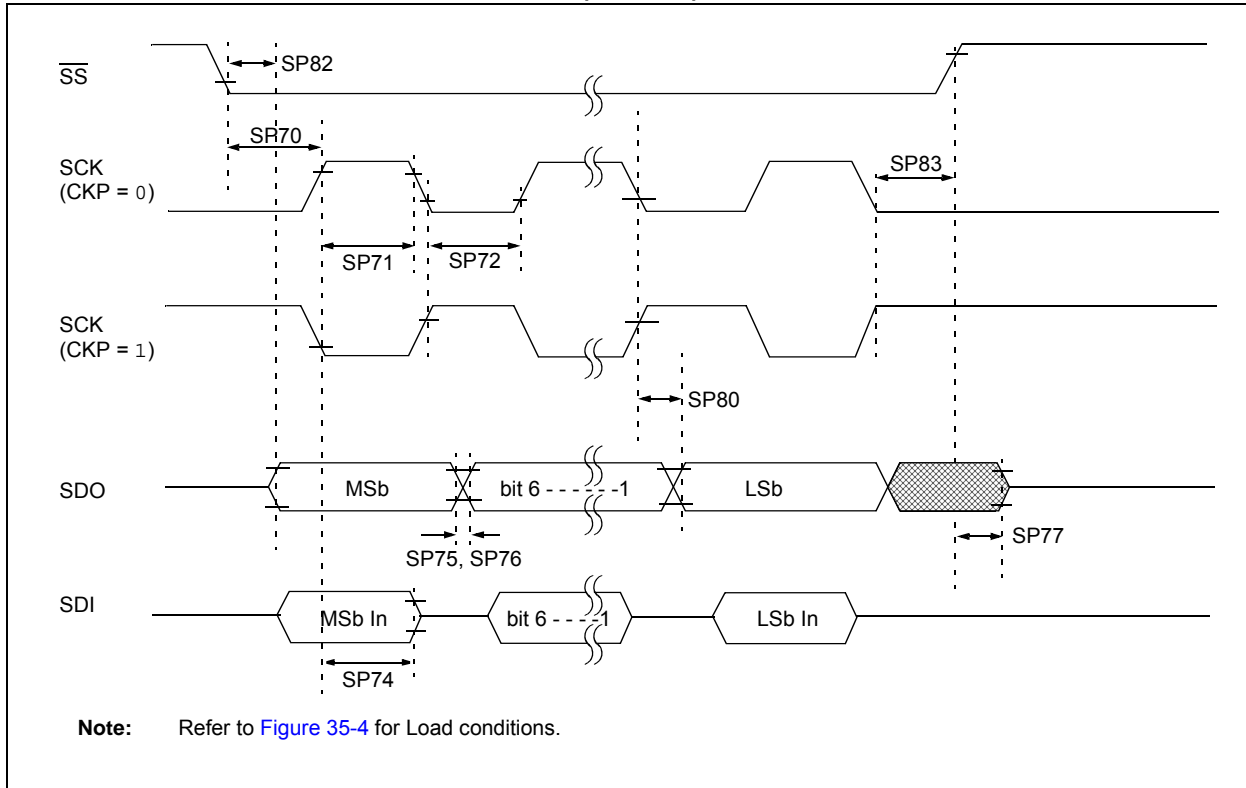 SS
SP82
SP70
SCK
(CKP = 0)
SP83
SP71
SP72
SCK
(CKP = 1)
SP80
SDO
MSb
bit 6 - - - - - - -1
LSb
SP75, SP76
SP77
SDI
MSb In
bit 6 - - - -1
LSb In
SP74
Note: Refer to Figure 35-4 for Load conditions.